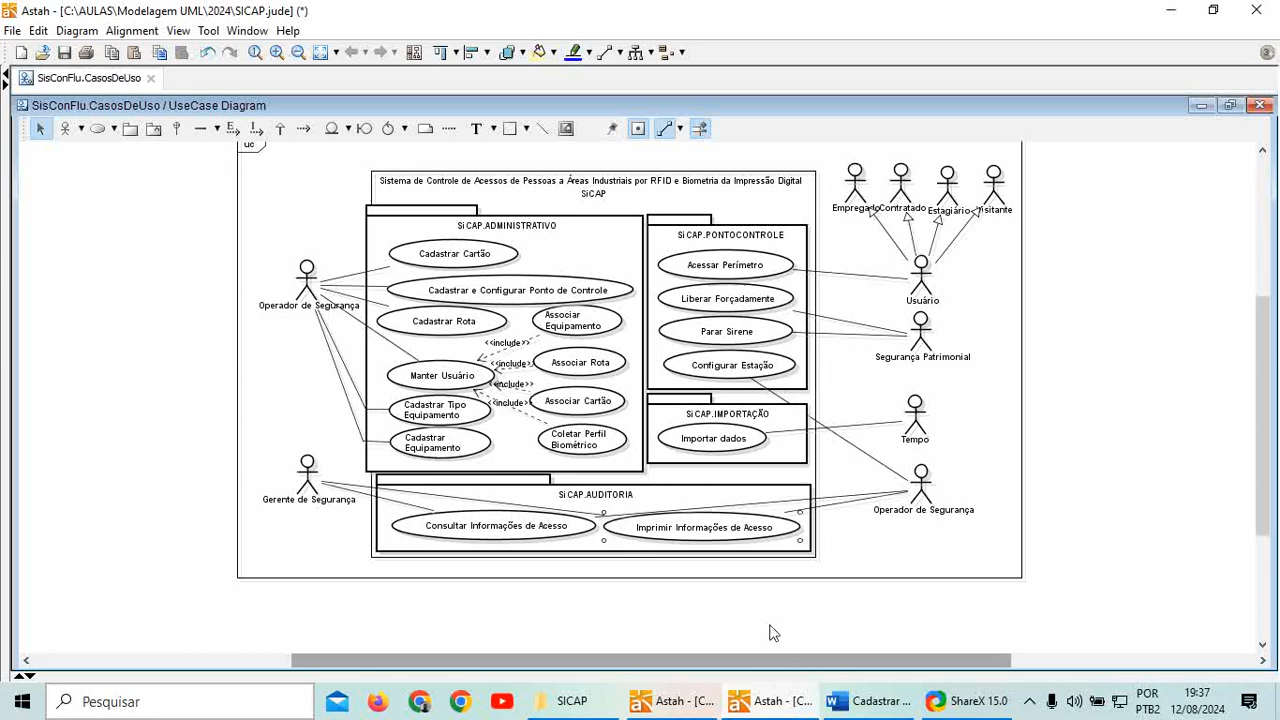 Astah - [C:\AULAS\Modelagem UML\2024\SICAP.jude] (*)
File Edit Diagram Alignment View Tool Window Help
3
SisConFlu.CasosDeUso
SisConFlu.CasosDeUso / UseCase Diagram
T
uc
Sistema de Controle de Acessos de Pessoas a Áreas Industriais por RFID e Biometria da Impressão Digital
SiCAP
Empregado
Contratado
Estagiário
Visitante
SiCAP.ADMINISTRATIVO
SiCAP.PONTOCONTROLE
Cadastrar Cartão
Acessar Perímetro
Cadastrar e Configurar Ponto de Controle
Liberar Forçadamente
Operador de Segurança
Usuário
Cadastrar Rota
Associar
Equipamento
Parar Sirene
<<include>>
Segurança Patrimonial
<<include>>
Associar Rota
Configurar Estação
Manter Usuário
<<include>>
Cadastrar Tipo
Equipamento
<<include>>
Associar Cartão
SiCAP.IMPORTAÇÃO
Cadastrar
Equipamento
Coletar Perfil
Biométrico
Importar dados
Tempo
Gerente de Segurança
SiCAP.AUDITORIA
Operador de Segurança
Consultar Informações de Acesso
Imprimir Informações de Acesso
Pesquisar
SICAP
Astah - [C...
Astah - [C...
Cadastrar ...
ShareX 15.0
POR
PTB2
19:37
12/08/2024